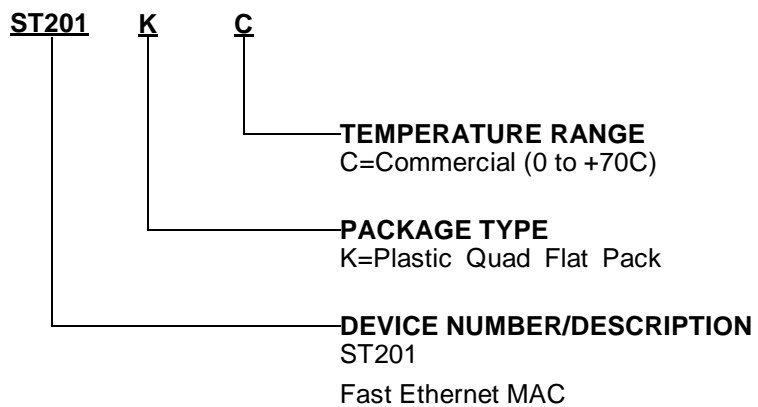 ST201 K C
TEMPERATURE RANGE
C=Commercial (0 to +70C)
PACKAGE TYPE
K=Plastic Quad Flat Pack
DEVICE NUMBER/DESCRIPTION
ST201
Fast Ethernet MAC